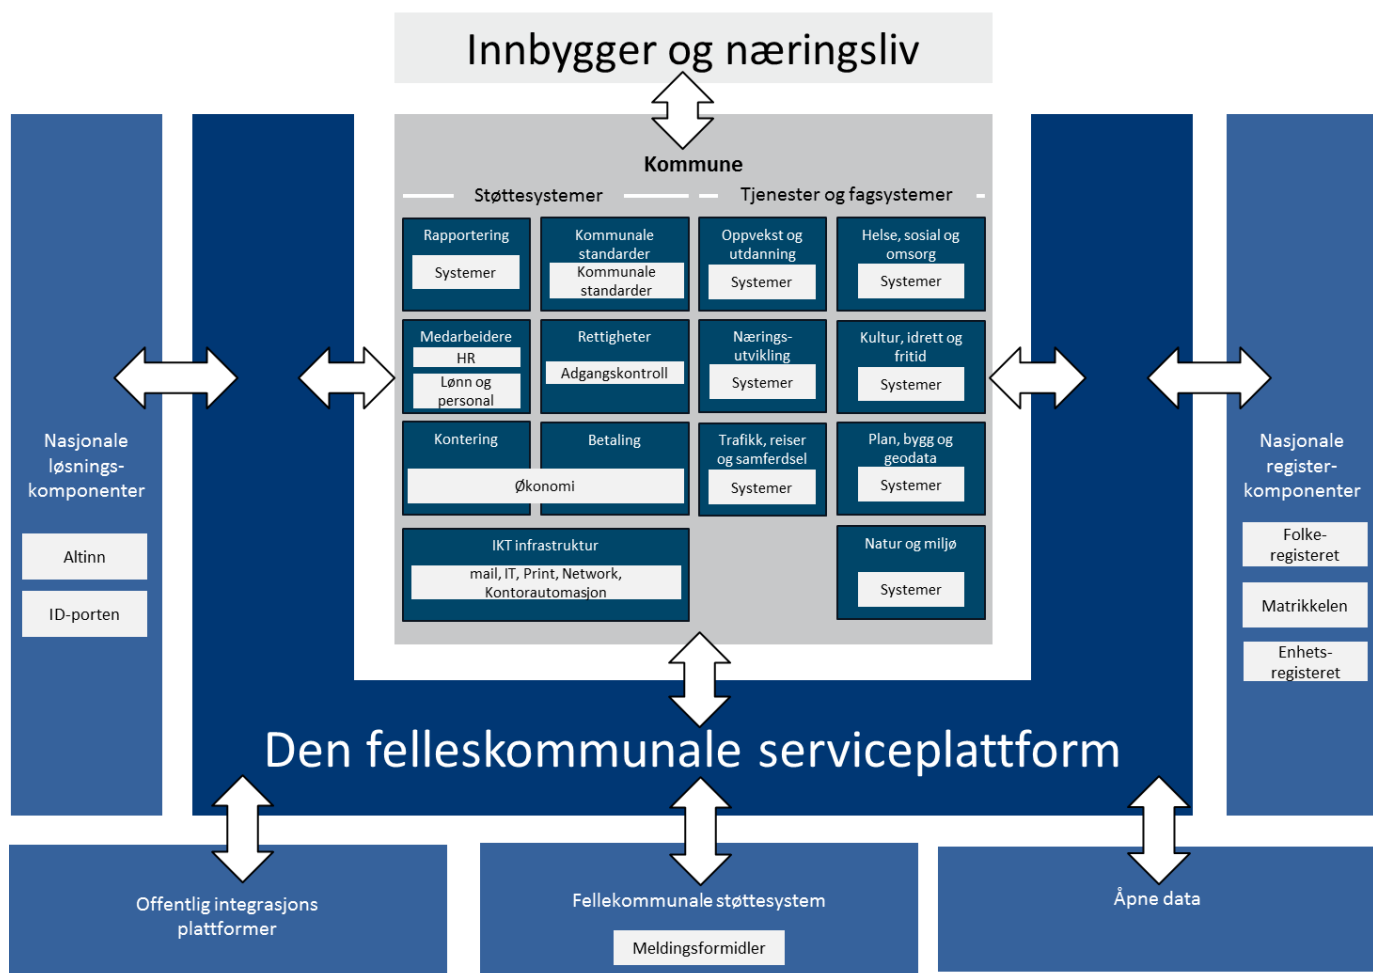 Innbygger og næringsliv
Kommune
Støttesystemer
Tjenester og fagsystemer
Rapportering
Systemer
Kommunale
standarder
Kommunale
standarder
Oppvekst og
utdanning
Systemer
Helse, sosial og
omsorg
Systemer
Medarbeidere
HR
Lønn og
personal
Rettigheter
Adgangskontroll
Nærings-
utvikling
Systemer
Kultur, idrett og
fritid
Systemer
Kontering
Betaling
Økonomi
Trafikk, reiser
og samferdsel
Systemer
Plan, bygg og
geodata
Systemer
IKT infrastruktur
mail, IT, Print, Network,
Kontorautomasjon
Natur og miljø
Systemer
Nasjonale
løsnings-
komponenter
Altinn
ID-porten
Nasjonale
register-
komponenter
Folke-
registeret
Matrikkelen
Enhets-
registeret
Den felleskommunale serviceplattform
Offentlig integrasjons
plattformer
Fellekommunale støttesystem
Meldingsformidler
Åpne data